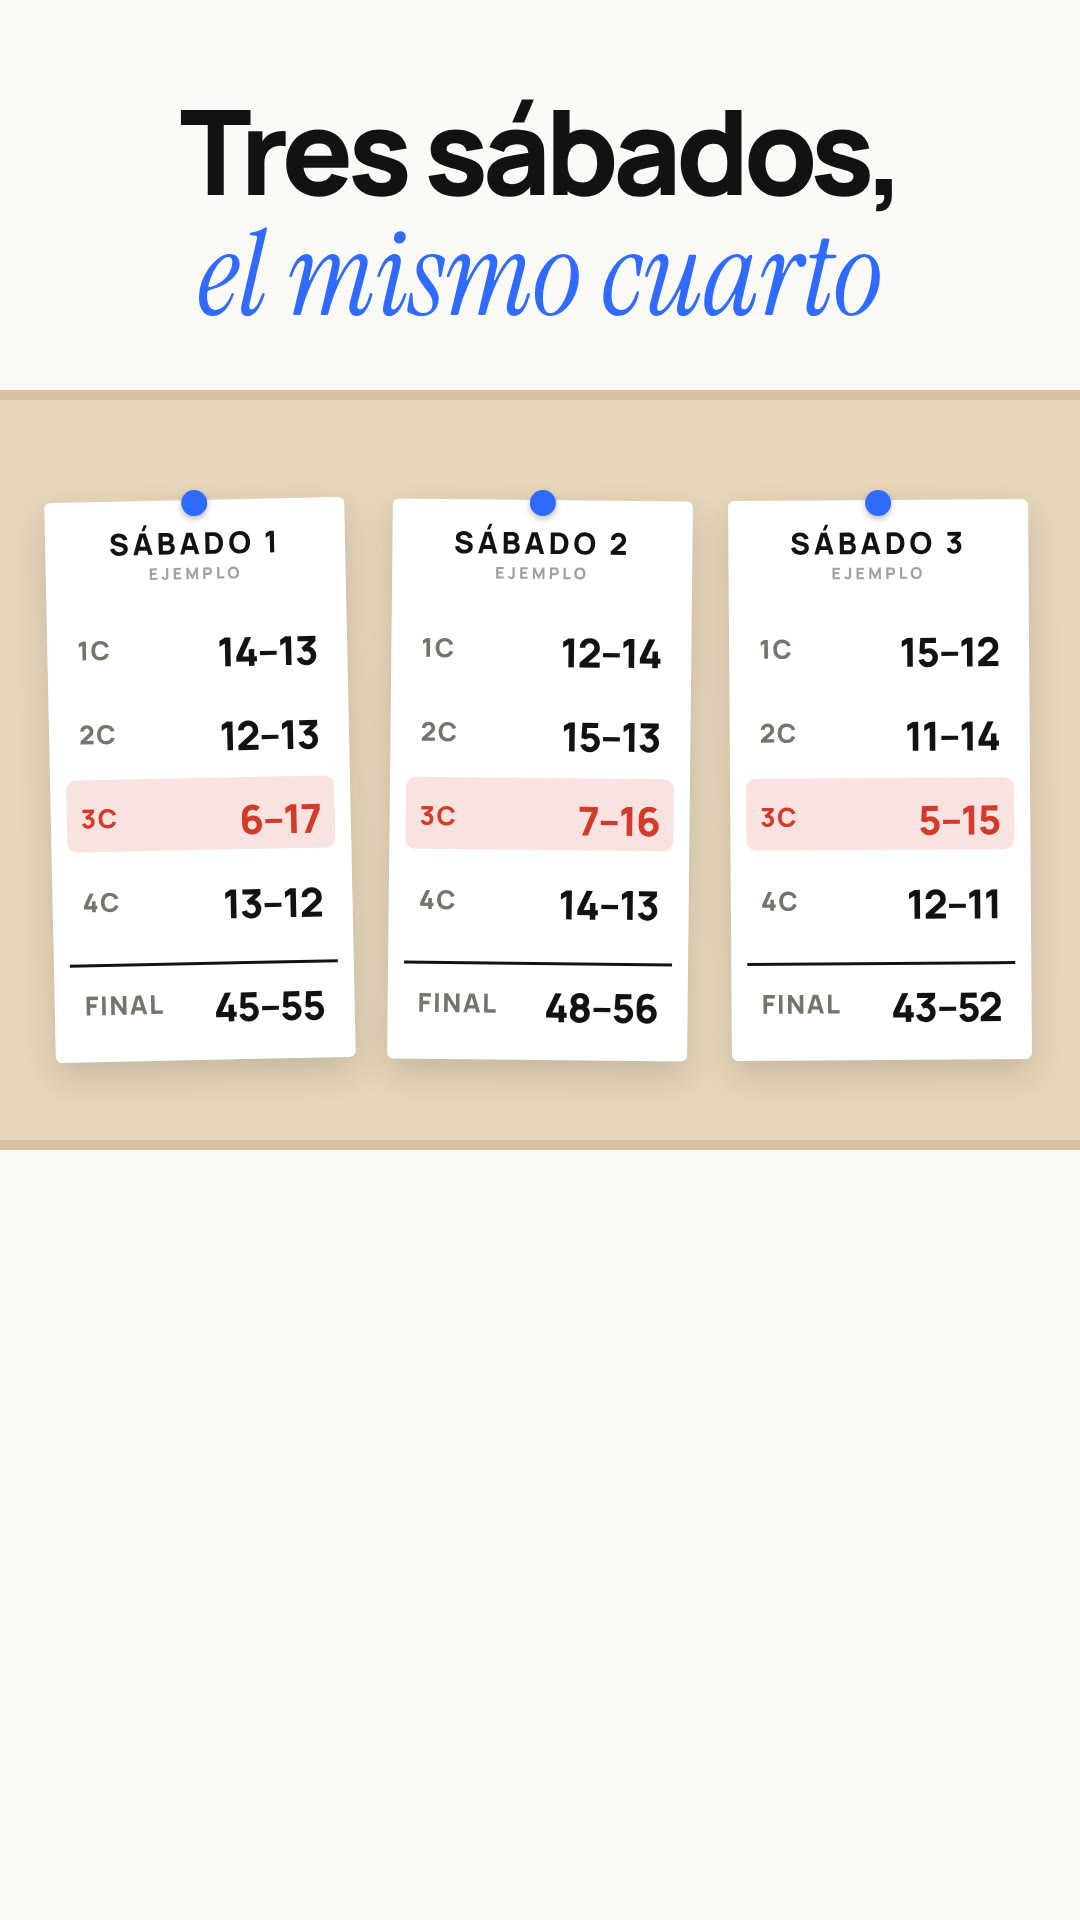 Tres sábados,
el mismo cuarto
SÁBADO 1
EJEMPLO
1C 14–13
2C 12–13
3C 6–17
4C 13–12
FINAL 45–55
SÁBADO 2
EJEMPLO
1C 12–14
2C 15–13
3C 7–16
4C 14–13
FINAL 48–56
SÁBADO 3
EJEMPLO
1C 15–12
2C 11–14
3C 5–15
4C 12–11
FINAL 43–52